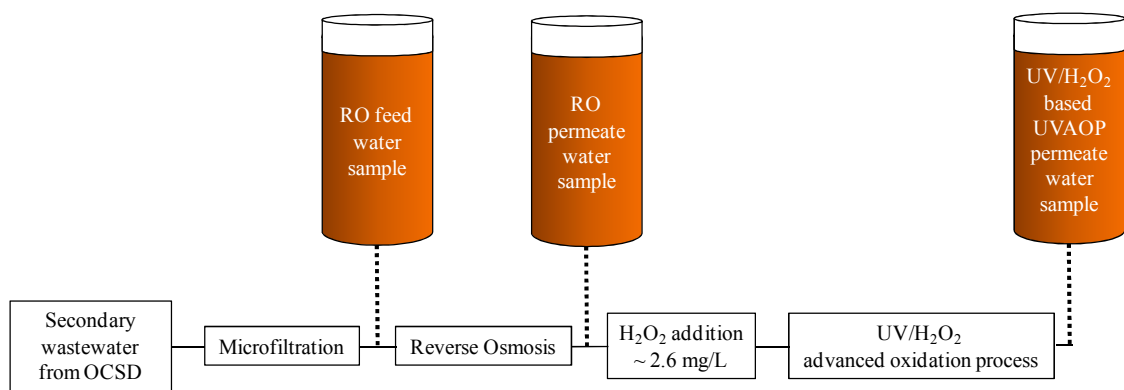 RO feed
water
sample
RO
permeate
water
sample
UV/H₂O₂
based
UVAOP
permeate
water
sample
Secondary
wastewater
from OCSD
Microfiltration
Reverse Osmosis
H₂O₂ addition
~ 2.6 mg/L
UV/H₂O₂
advanced oxidation process